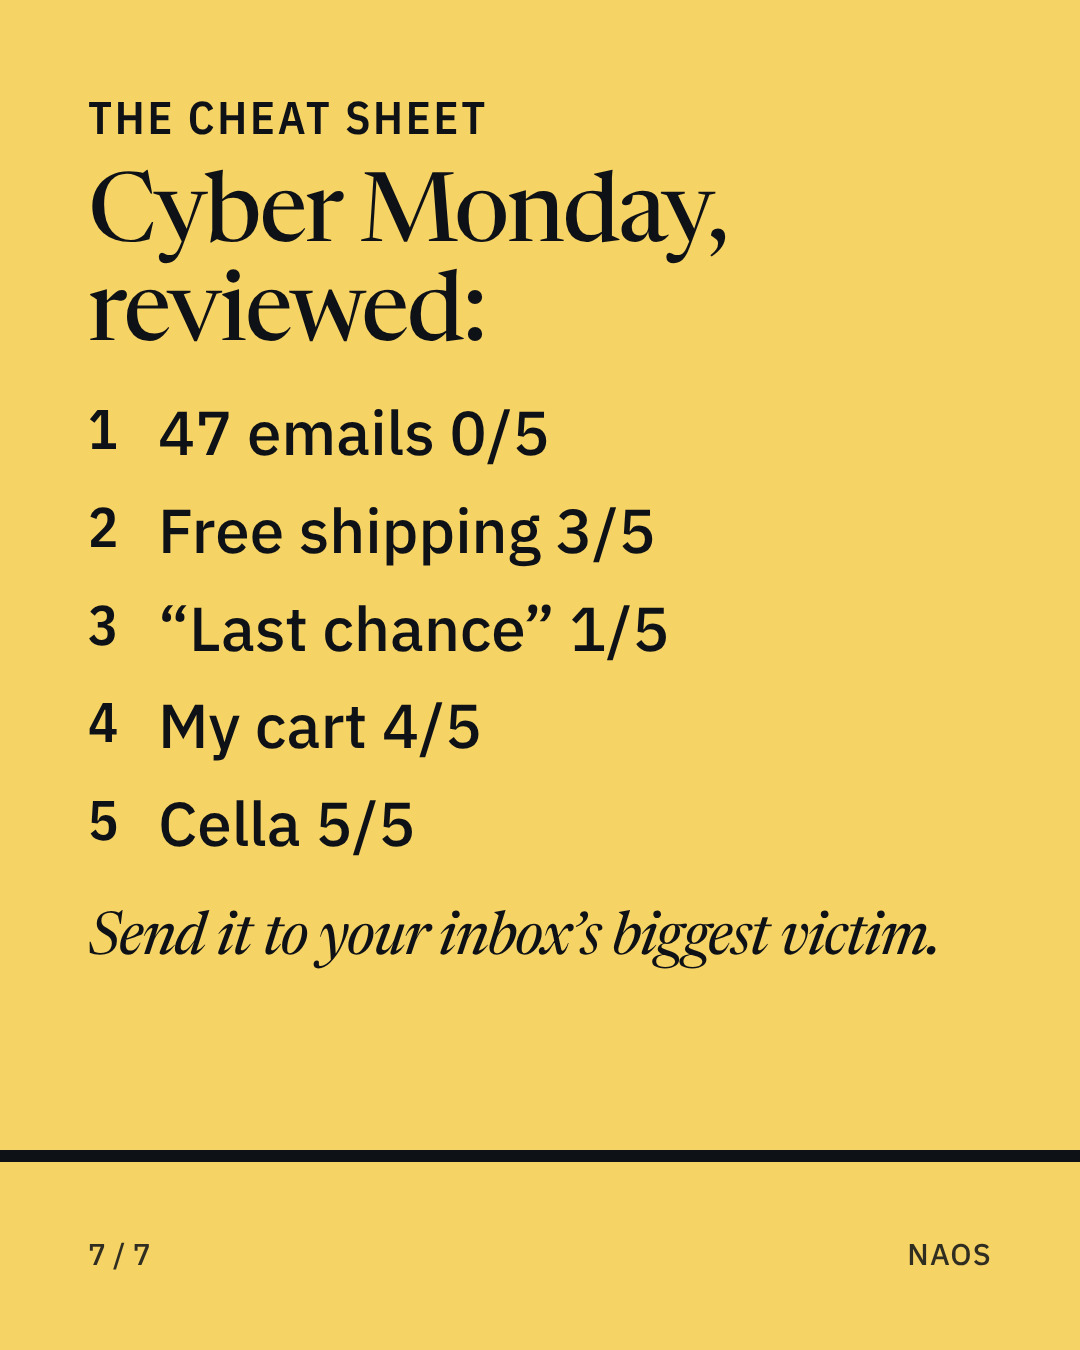 THE CHEAT SHEET
Cyber Monday,
reviewed:
1 47 emails 0/5
2 Free shipping 3/5
3 “Last chance” 1/5
4 My cart 4/5
5 Cella 5/5
Send it to your inbox’s biggest victim.
7 / 7
NAOS